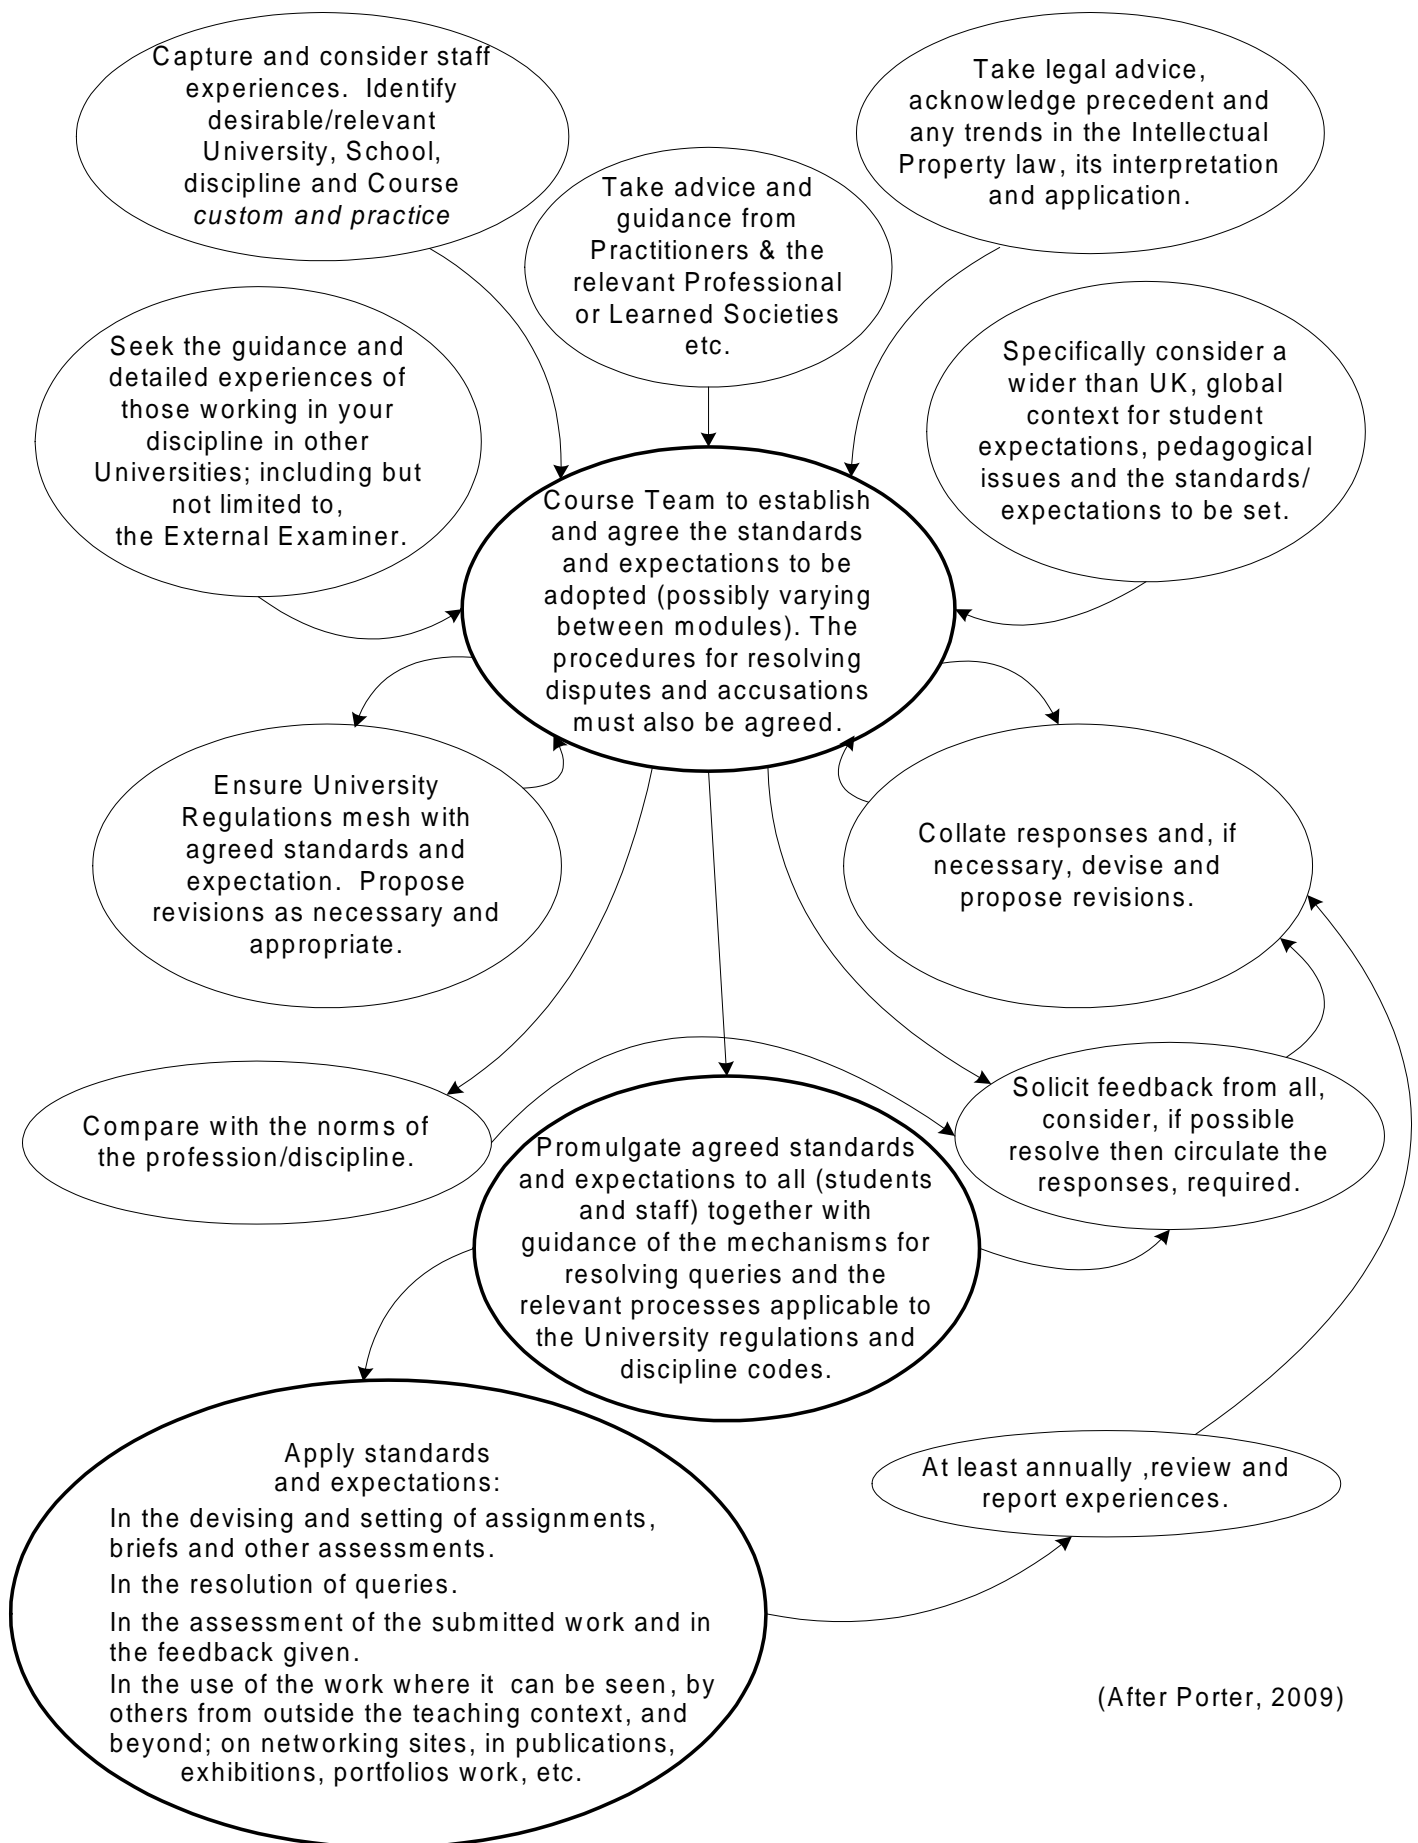 Capture and consider staff
experiences. Identify
desirable/relevant
University, School,
discipline and Course
custom and practice
Take legal advice,
acknowledge precedent and
any trends in the Intellectual
Property law, its interpretation
and application.
Take advice and
guidance from
Practitioners & the
relevant Professional
or Learned Societies
etc.
Seek the guidance and
detailed experiences of
those working in your
discipline in other
Universities; including but
not limited to,
the External Examiner.
Specifically consider a
wider than UK, global
context for student
expectations, pedagogical
issues and the standards/
expectations to be set.
Course Team to establish
and agree the standards
and expectations to be
adopted (possibly varying
between modules). The
procedures for resolving
disputes and accusations
must also be agreed.
Ensure University
Regulations mesh with
agreed standards and
expectation. Propose
revisions as necessary and
appropriate.
Collate responses and, if
necessary, devise and
propose revisions.
Compare with the norms of
the profession/discipline.
Solicit feedback from all,
consider, if possible
resolve then circulate the
responses, required.
Promulgate agreed standards
and expectations to all (students
and staff) together with
guidance of the mechanisms for
resolving queries and the
relevant processes applicable to
the University regulations and
discipline codes.
Apply standards
and expectations:
In the devising and setting of assignments,
briefs and other assessments.
In the resolution of queries.
In the assessment of the submitted work and in
the feedback given.
In the use of the work where it can be seen, by
others from outside the teaching context, and
beyond; on networking sites, in publications,
exhibitions, portfolios work, etc.
At least annually ,review and
report experiences.
(After Porter, 2009)